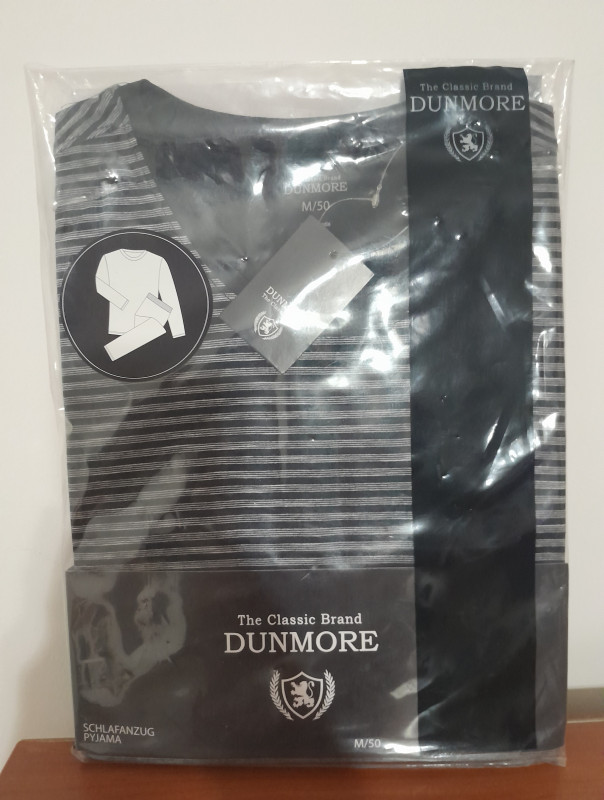 The Classic Brand
DUNMORE
DUNMORE
M/50
The Classic Brand
DUNMORE
SCHLAFANZUG
PYJAMA
M/50